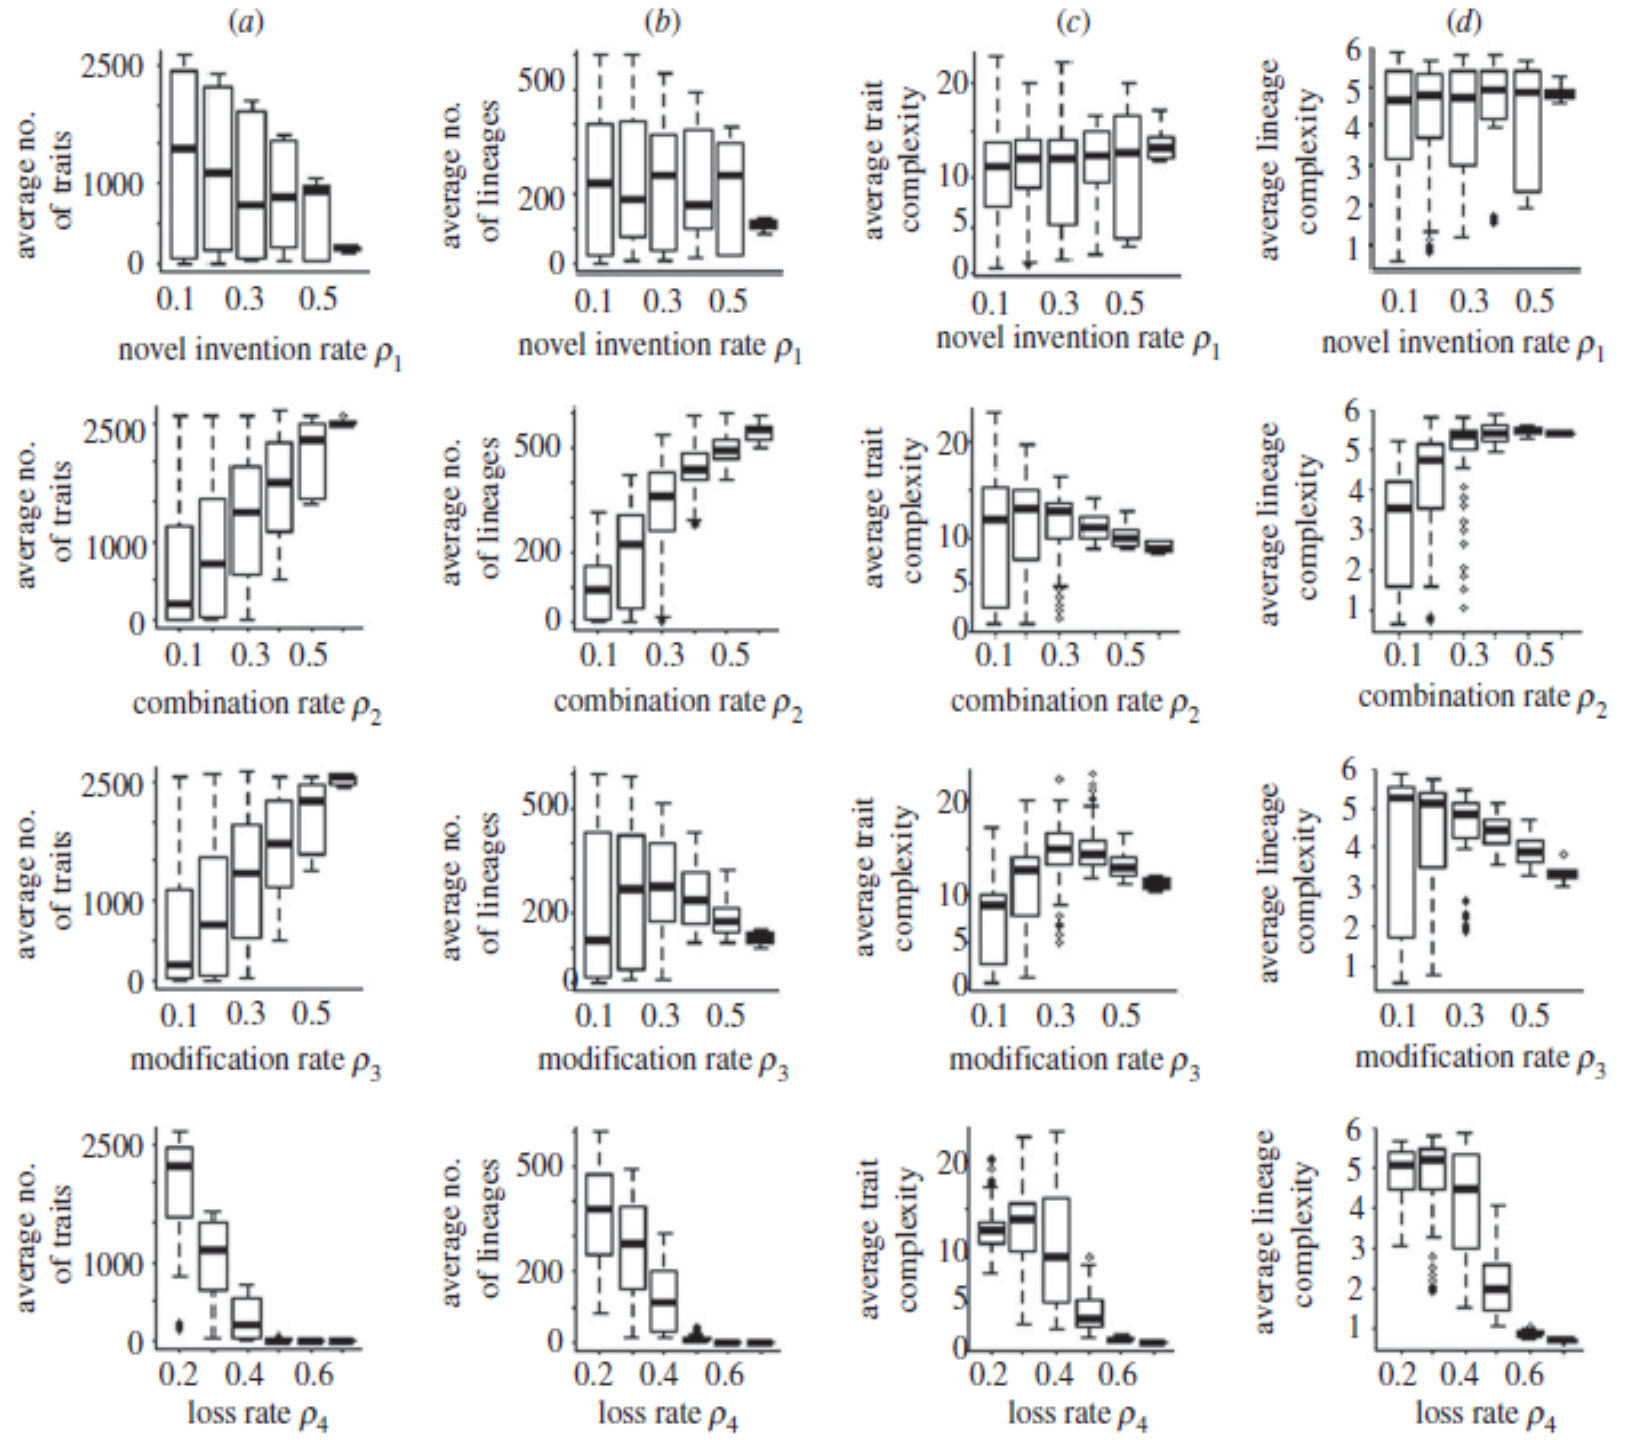 (a)
(b)
(c)
(d)
average no.
of traits
2500
1000
0
0.1 0.3 0.5
novel invention rate ρ1
average no.
of lineages
500
200
0
0.1 0.3 0.5
novel invention rate ρ1
average trait
complexity
20
10
5
0
0.1 0.3 0.5
novel invention rate ρ1
average lineage
complexity
6
5
4
3
2
1
0.1 0.3 0.5
novel invention rate ρ1
average no.
of traits
2500
1000
0
0.1 0.3 0.5
combination rate ρ2
average no.
of lineages
500
200
0
0.1 0.3 0.5
combination rate ρ2
average trait
complexity
20
10
5
0
0.1 0.3 0.5
combination rate ρ2
average lineage
complexity
6
5
4
3
2
1
0.1 0.3 0.5
combination rate ρ2
average no.
of traits
2500
1000
0
0.1 0.3 0.5
modification rate ρ3
average no.
of lineages
500
200
0
0.1 0.3 0.5
modification rate ρ3
average trait
complexity
20
10
5
0
0.1 0.3 0.5
modification rate ρ3
average lineage
complexity
6
5
4
3
2
1
0.1 0.3 0.5
modification rate ρ3
average no.
of traits
2500
1000
0
0.2 0.4 0.6
loss rate ρ4
average no.
of lineages
500
200
0
0.2 0.4 0.6
loss rate ρ4
average trait
complexity
20
10
5
0
0.2 0.4 0.6
loss rate ρ4
average lineage
complexity
6
5
4
3
2
1
0.2 0.4 0.6
loss rate ρ4